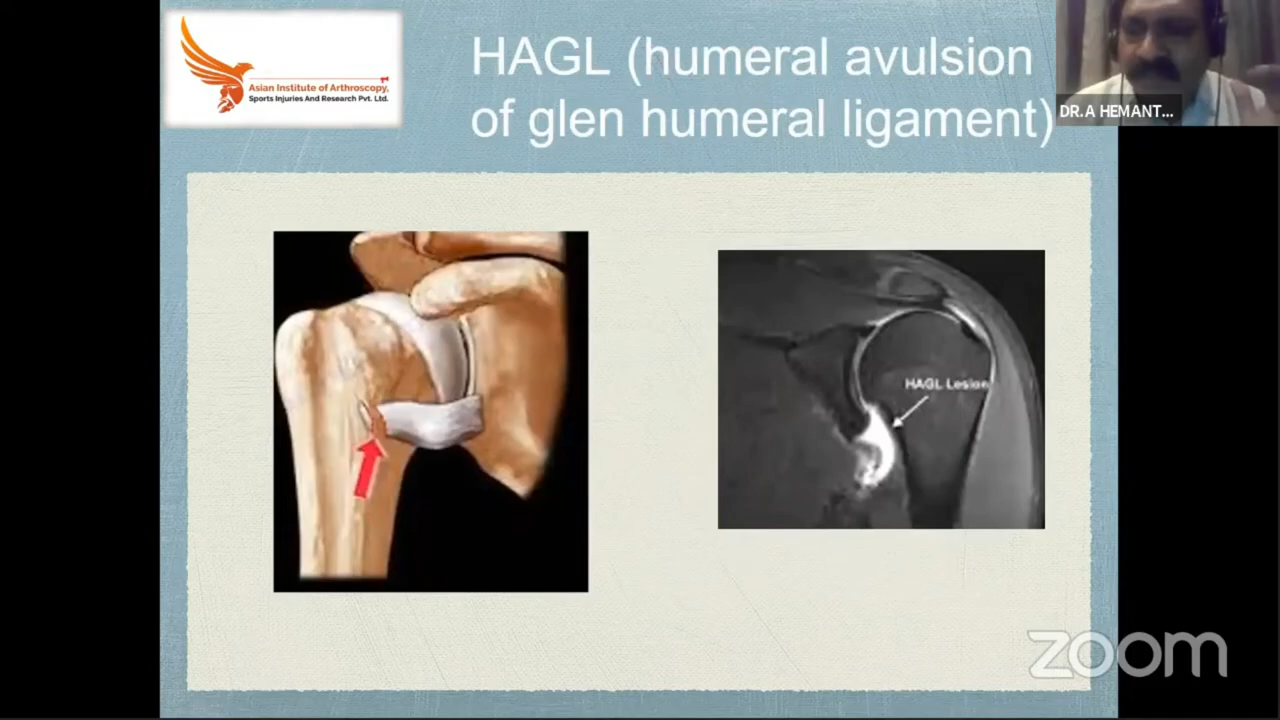 Asian Institute of Arthroscopy,
Sports Injuries And Research Pvt. Ltd.
HAGL (humeral avulsion
of glen humeral ligament)
DR.A HEMANT...
HAGL Lesion
zoom